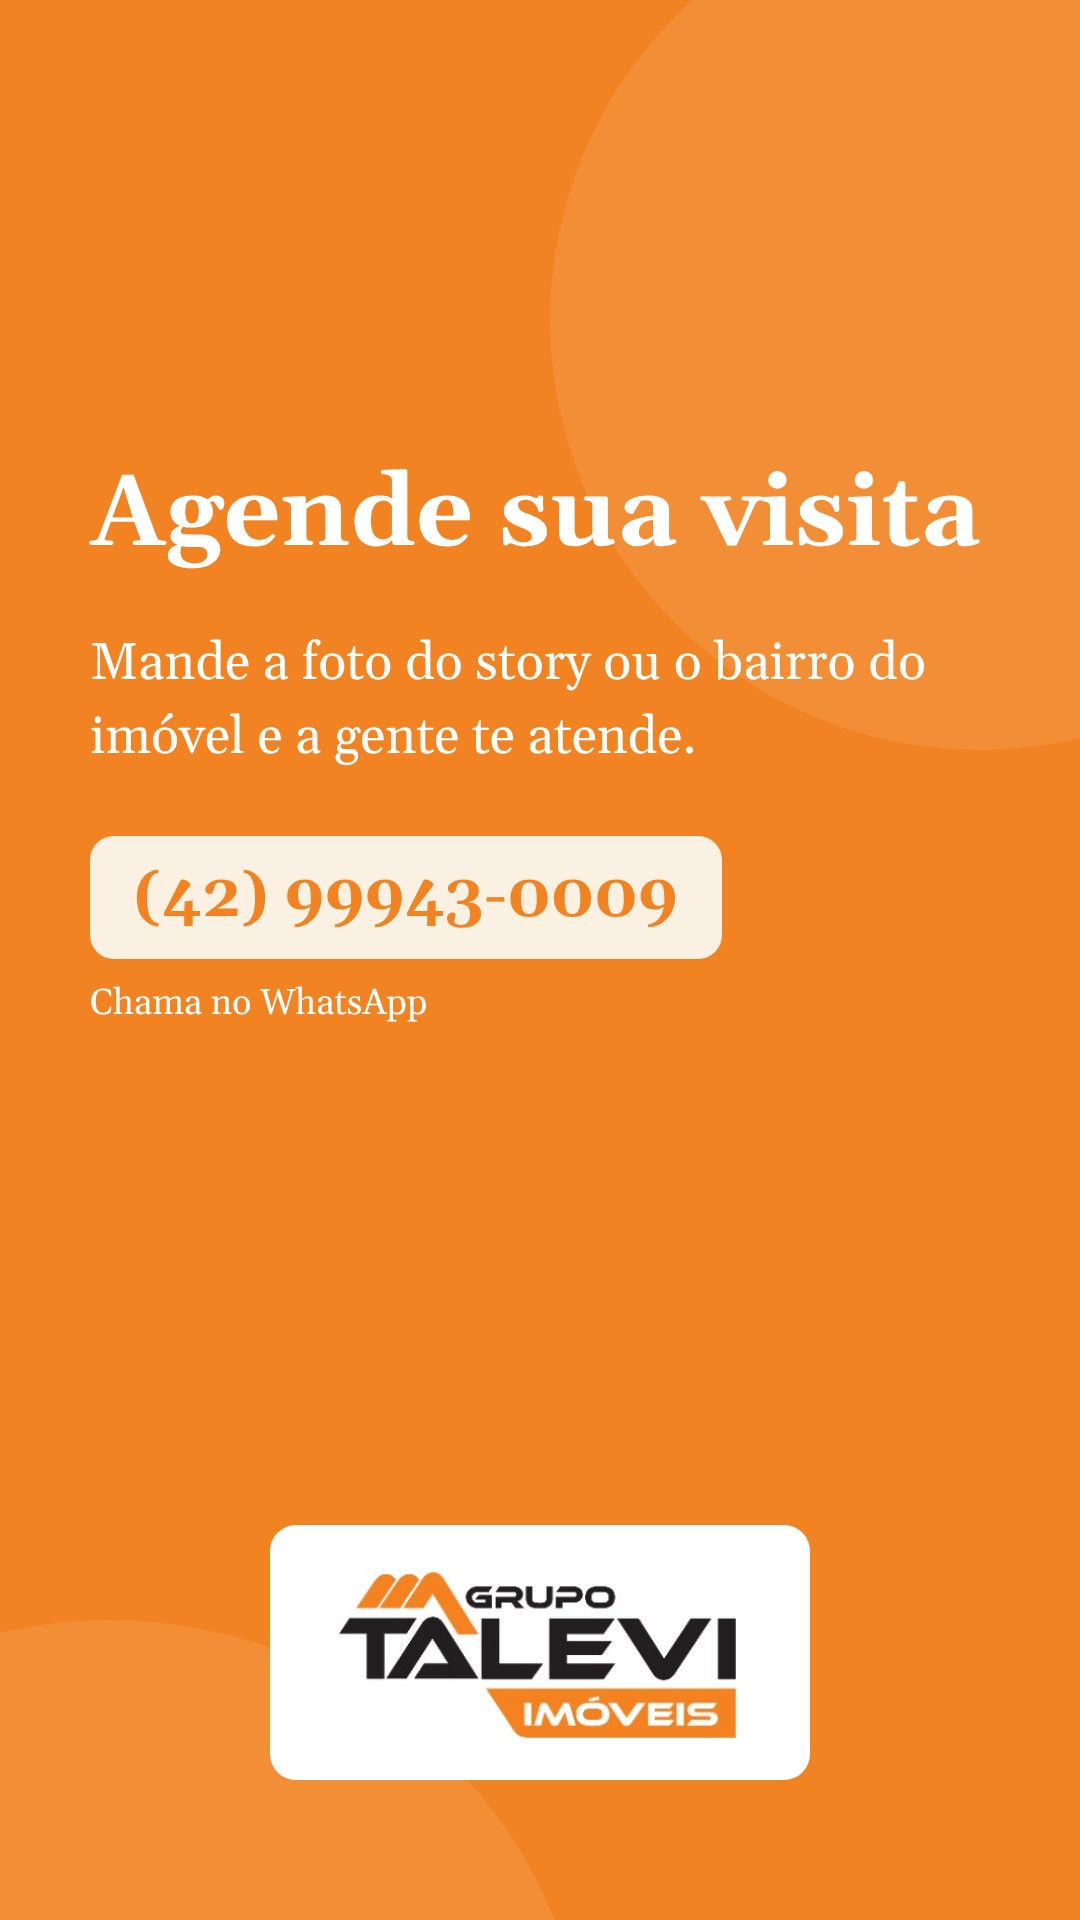 Agende sua visita
Mande a foto do story ou o bairro do
imóvel e a gente te atende.
(42) 99943-0009
Chama no WhatsApp
GRUPO
TALEVI
IMÓVEIS